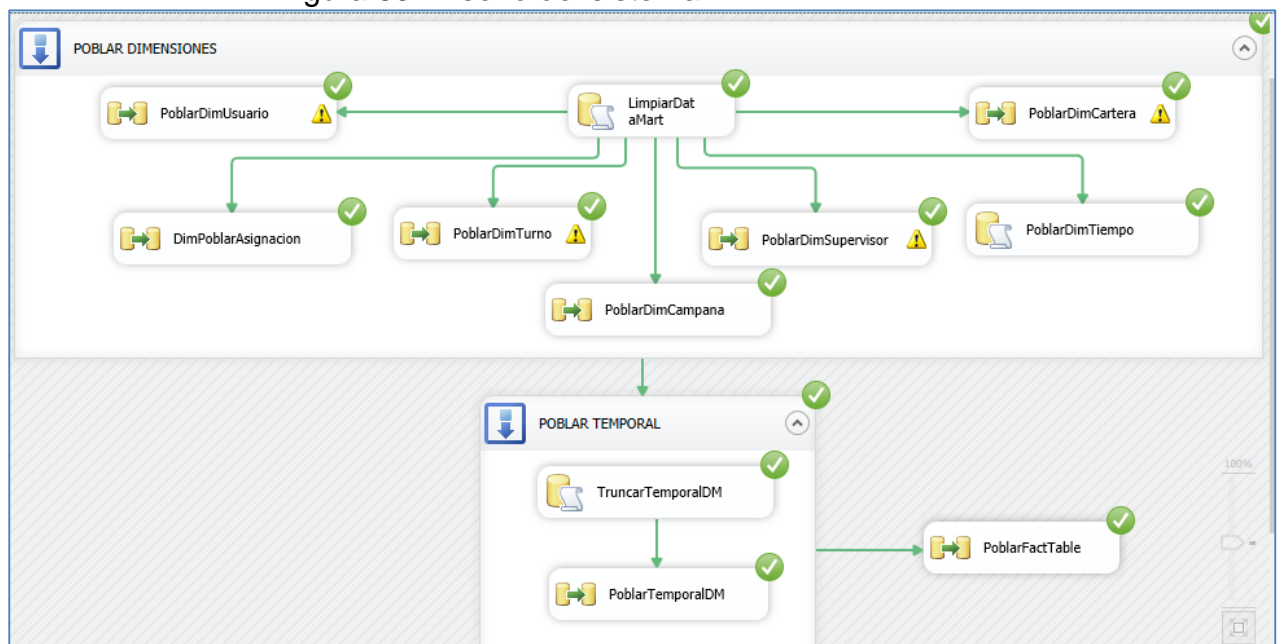 POBLAR DIMENSIONES
PoblarDimUsuario
LimpiarDat
aMart
PoblarDimCartera
DimPoblarAsignacion
PoblarDimTurno
PoblarDimSupervisor
PoblarDimTiempo
PoblarDimCampana
POBLAR TEMPORAL
TruncarTemporalDM
PoblarTemporalDM
PoblarFactTable
100%